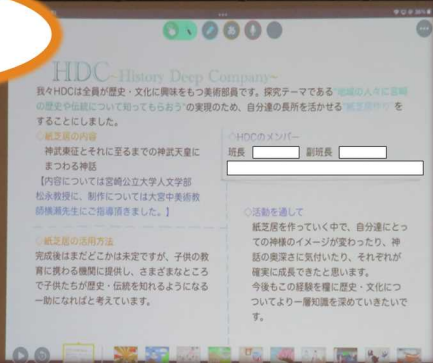 HDC~History Deep Company~
我々HDCは全員が歴史・文化に興味をもつ美術部員です。探究テーマである"宮崎の人々に宮崎
の歴史や伝統について知ってもらおう"の実現のため、自分達の長所を活かせる"紙芝居作り"を
することにしました。
◇紙芝居の内容
神武東征とそれに至るまでの神武天皇に
まつわる神話
【内容については宮崎公立大学人文学部
松永教授に、制作については大宮中美術教
師横瀬先生にご指導頂きました。】
◇紙芝居の活用方法
完成後はまだどこかは未定ですが、子供の教
育に携わる機関に提供し、さまざまなところ
で子供たちが歴史・伝統を知れるようになる
一助になればと考えています。
◇HDCのメンバー
班長 副班長
◇活動を通して
紙芝居を作っていく中で、自分達にとっ
ての神様のイメージが変わったり、神
話の奥深さに気付いたり、それぞれが
確実に成長できたと思います。
今後もこの経験を糧に歴史・文化につ
ついてより一層知識を深めていきたいで
す。